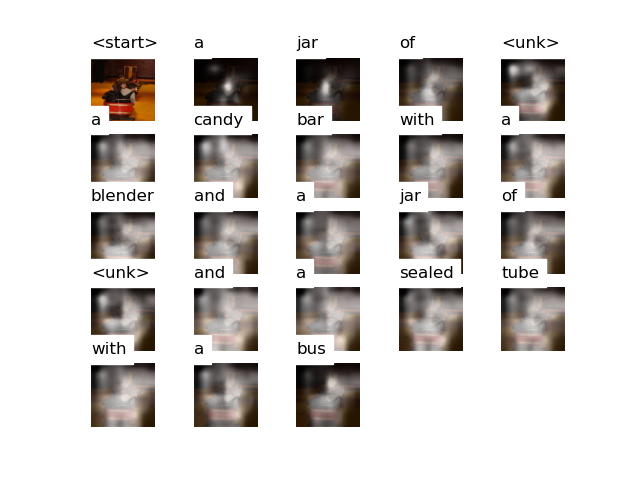 <start> a jar of <unk>
a candy bar with a
blender and a jar of
<unk> and a sealed tube
with a bus